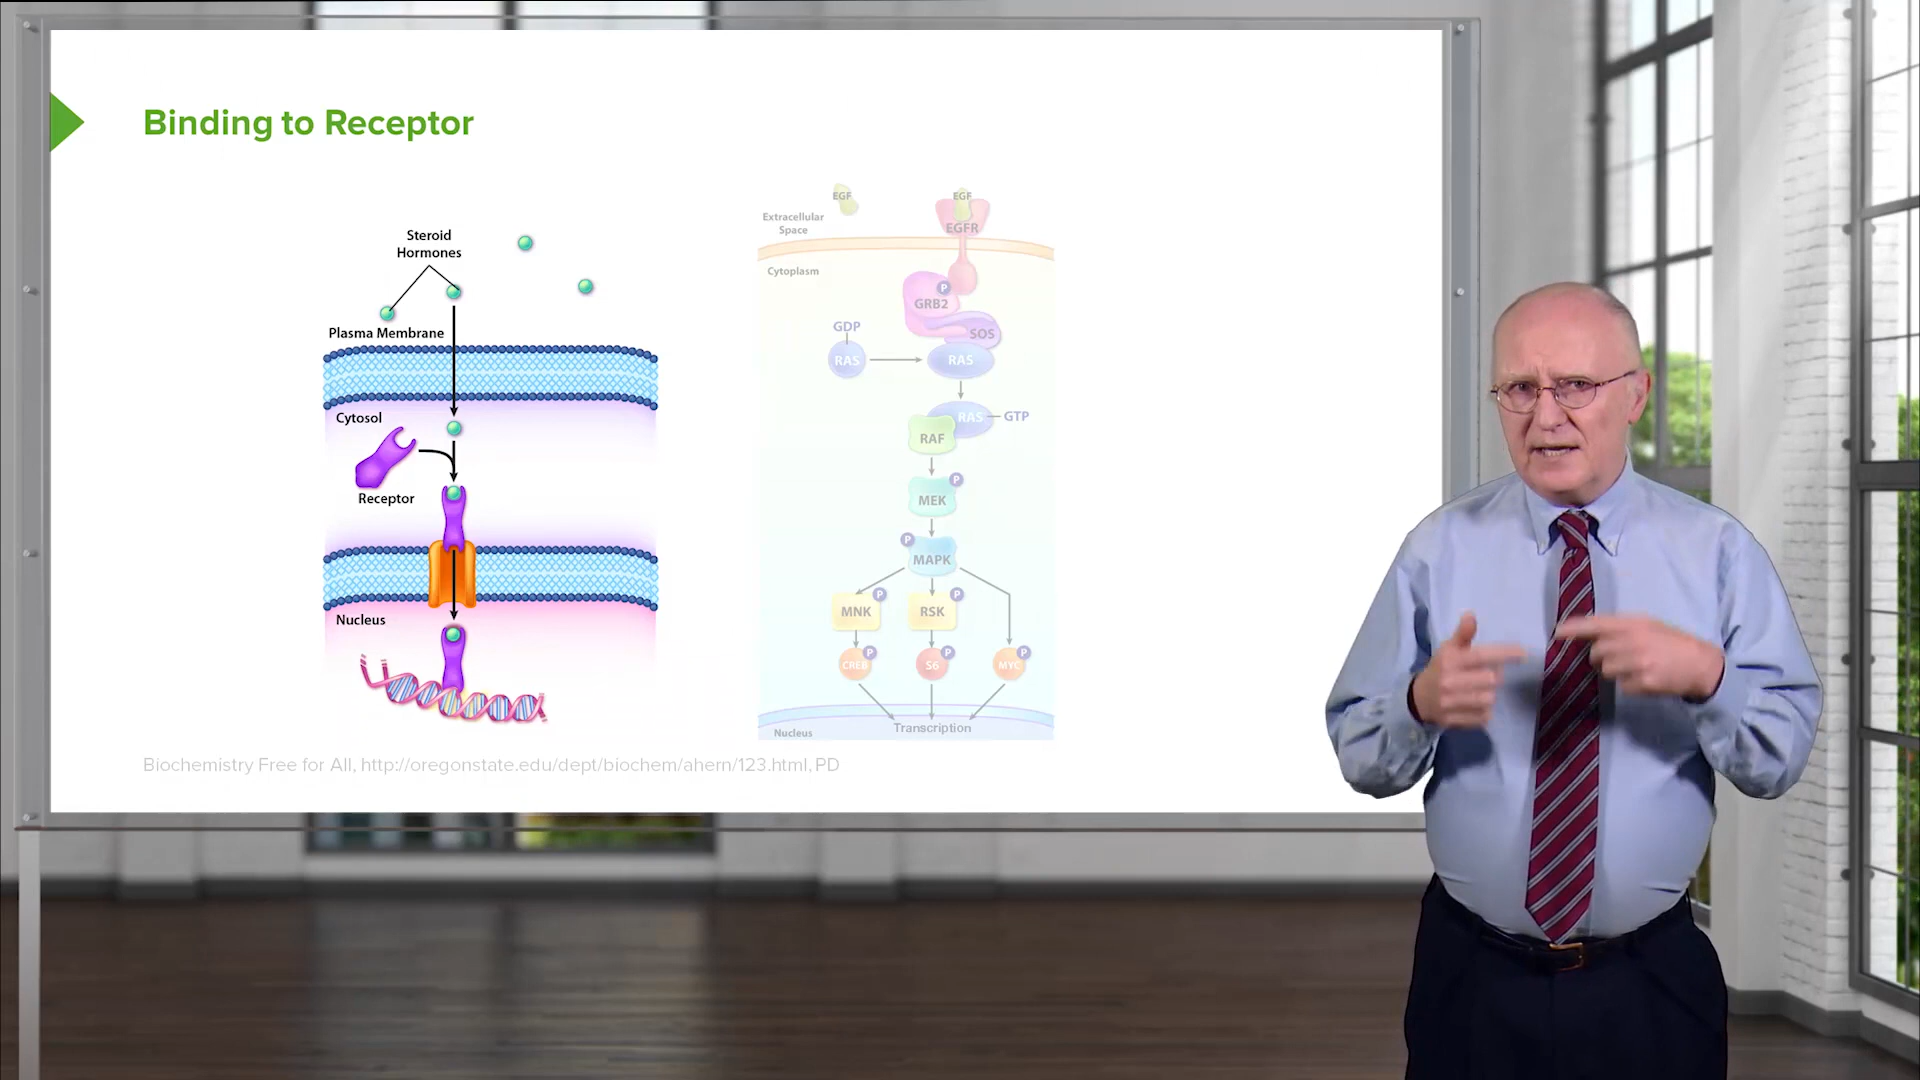 Binding to Receptor
Steroid
Hormones
Plasma Membrane
Cytosol
Receptor
Nucleus
EGF
EGF
Extracellular
Space
EGFR
Cytoplasm
P
GRB2
SOS
GDP
RAS
RAS
RAS
GTP
RAF
P
MEK
P
MAPK
P
P
MNK
RSK
P
P
P
CREB
S6
MYC
Transcription
Nucleus
Biochemistry Free for All, http://oregonstate.edu/dept/biochem/ahern/123.html, PD